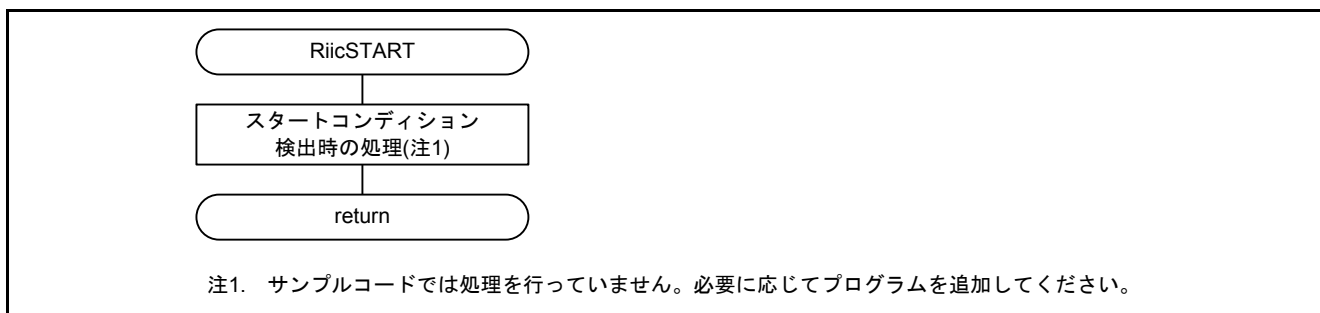 RiicSTART
スタートコンディション
検出時の処理(注1)
return
注1. サンプルコードでは処理を行っていません。必要に応じてプログラムを追加してください。